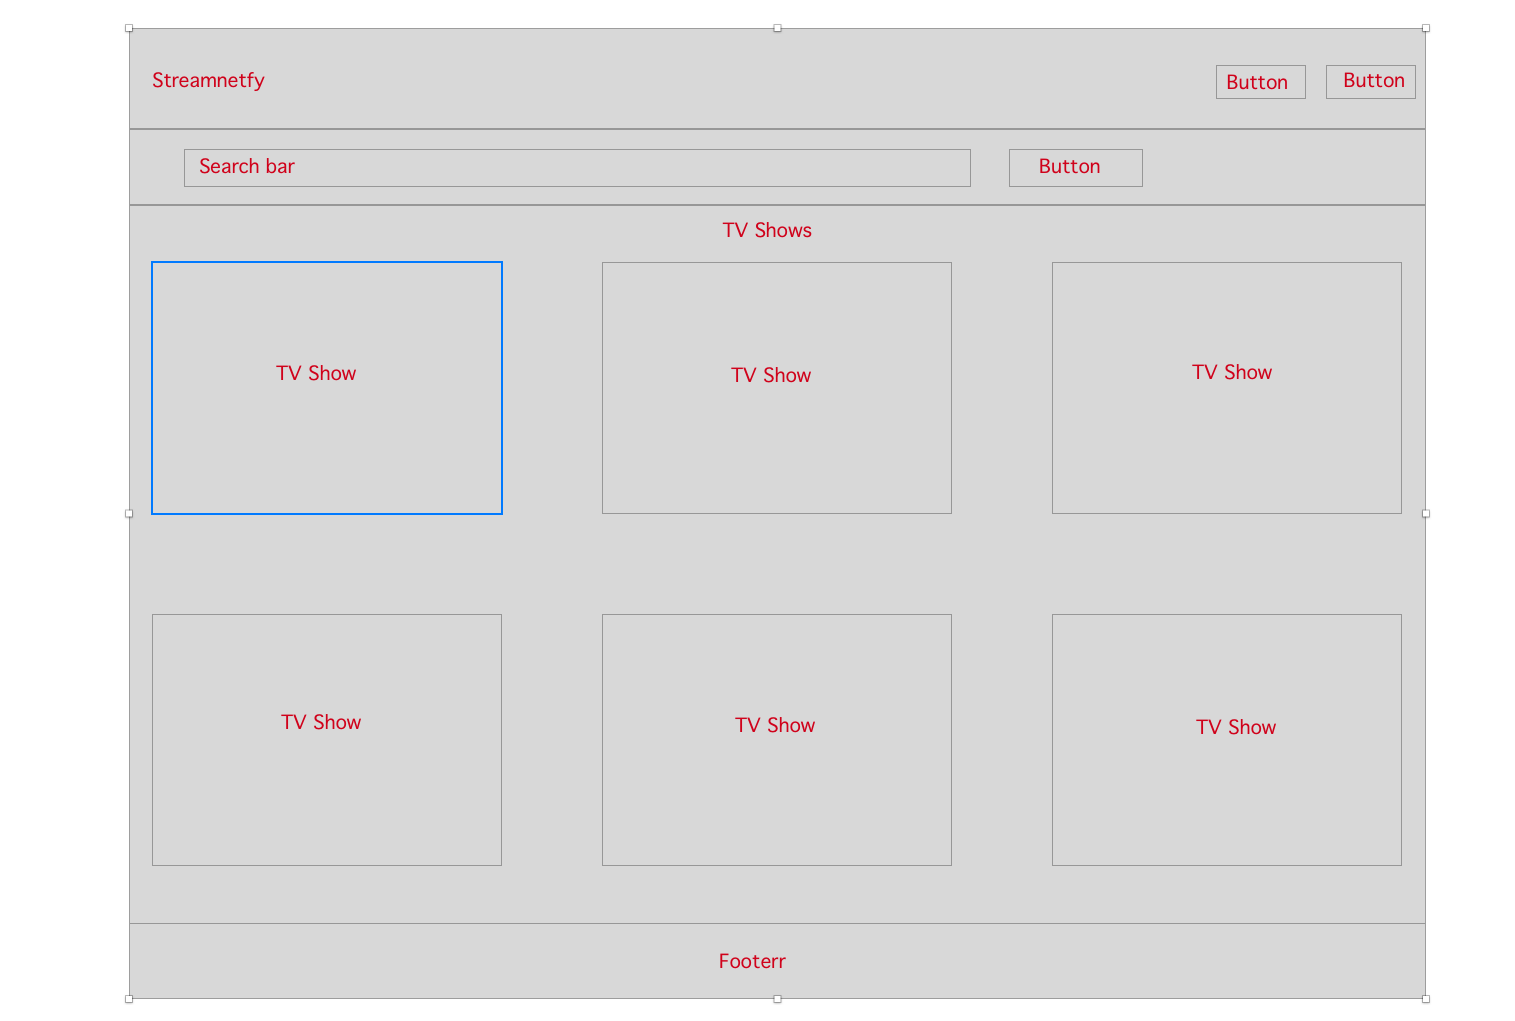 Streamnetfy
Button
Button
Search bar
Button
TV Shows
TV Show
TV Show
TV Show
TV Show
TV Show
TV Show
Footerr